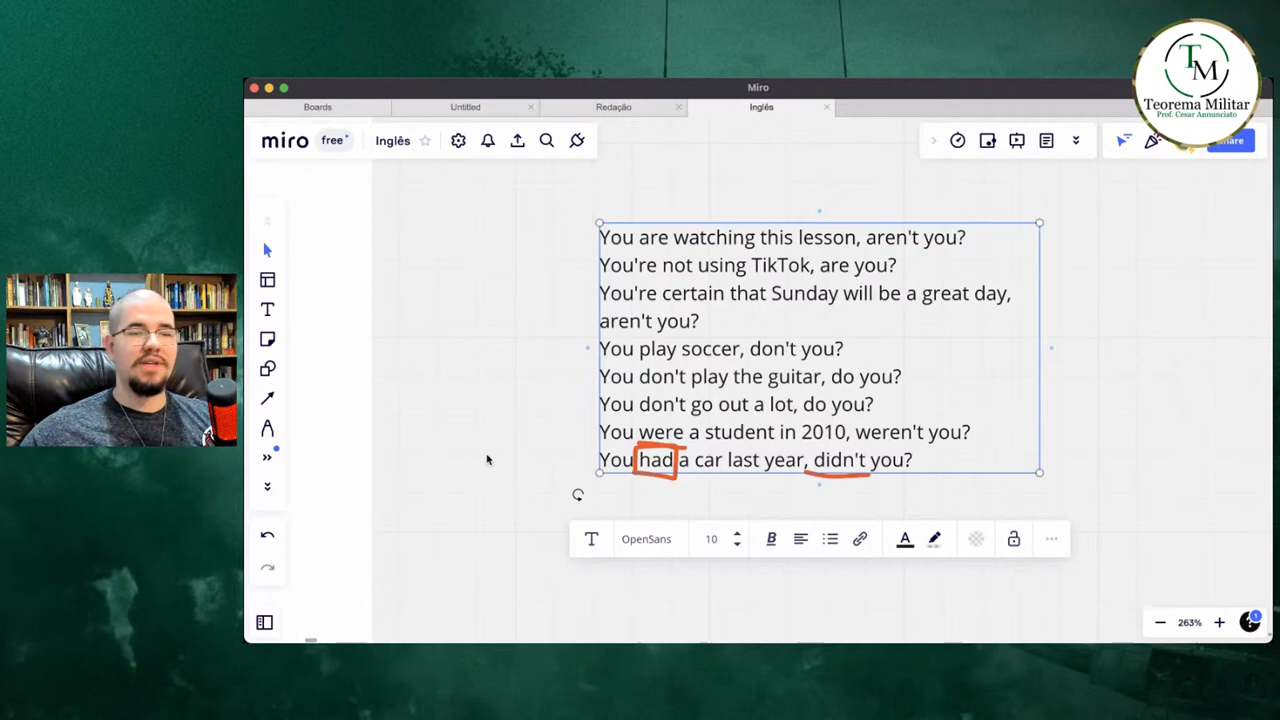 TM
Teorema Militar
Prof. Cesar Annunciato
Miro
Boards
Untitled
Redação
Inglês
miro free
Inglês
Share
You are watching this lesson, aren't you?
You're not using TikTok, are you?
You're certain that Sunday will be a great day,
aren't you?
You play soccer, don't you?
You don't play the guitar, do you?
You don't go out a lot, do you?
You were a student in 2010, weren't you?
You had a car last year, didn't you?
OpenSans
10
B
A
263%
1